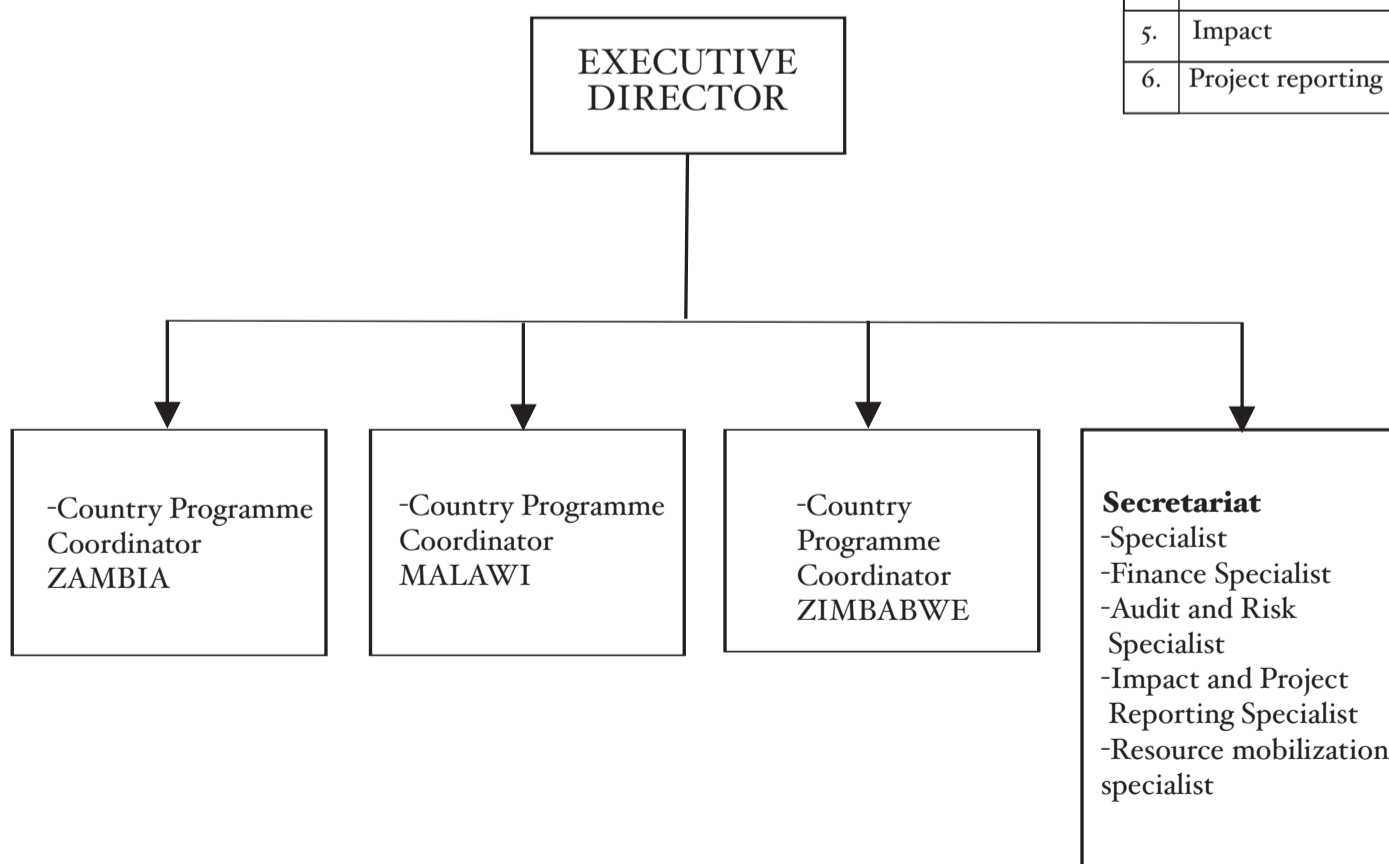 5. Impact
6. Project reporting
EXECUTIVE
DIRECTOR
-Country Programme
Coordinator
ZAMBIA
-Country Programme
Coordinator
MALAWI
-Country
Programme
Coordinator
ZIMBABWE
Secretariat
-Specialist
-Finance Specialist
-Audit and Risk
Specialist
-Impact and Project
Reporting Specialist
-Resource mobilization
specialist